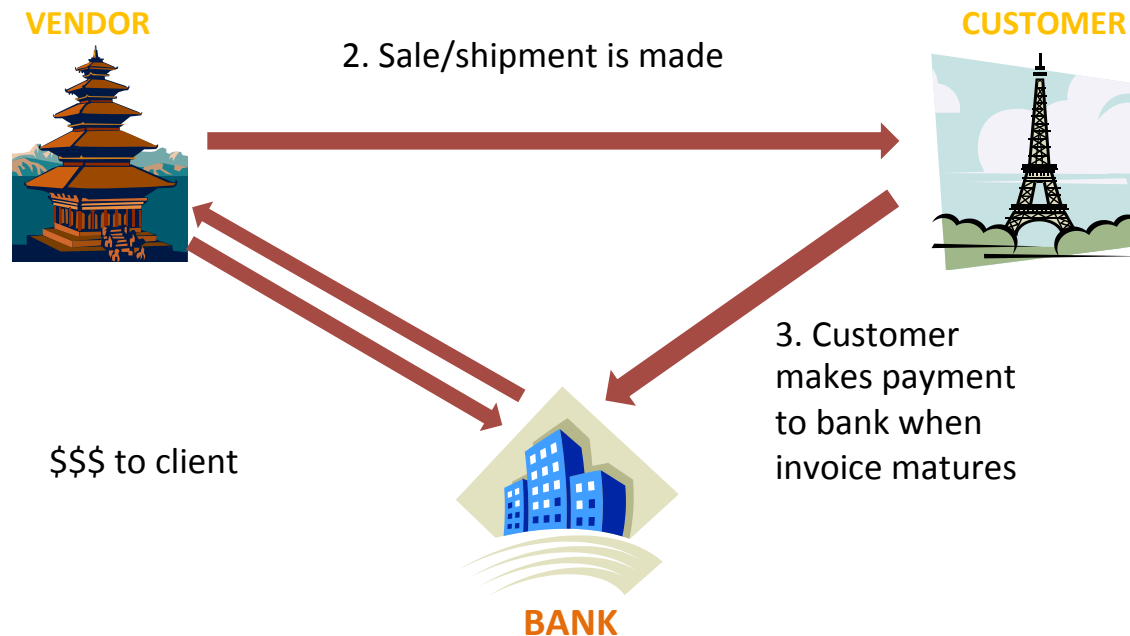 VENDOR
CUSTOMER
2. Sale/shipment is made
3. Customer
makes payment
to bank when
invoice matures
$$$ to client
BANK